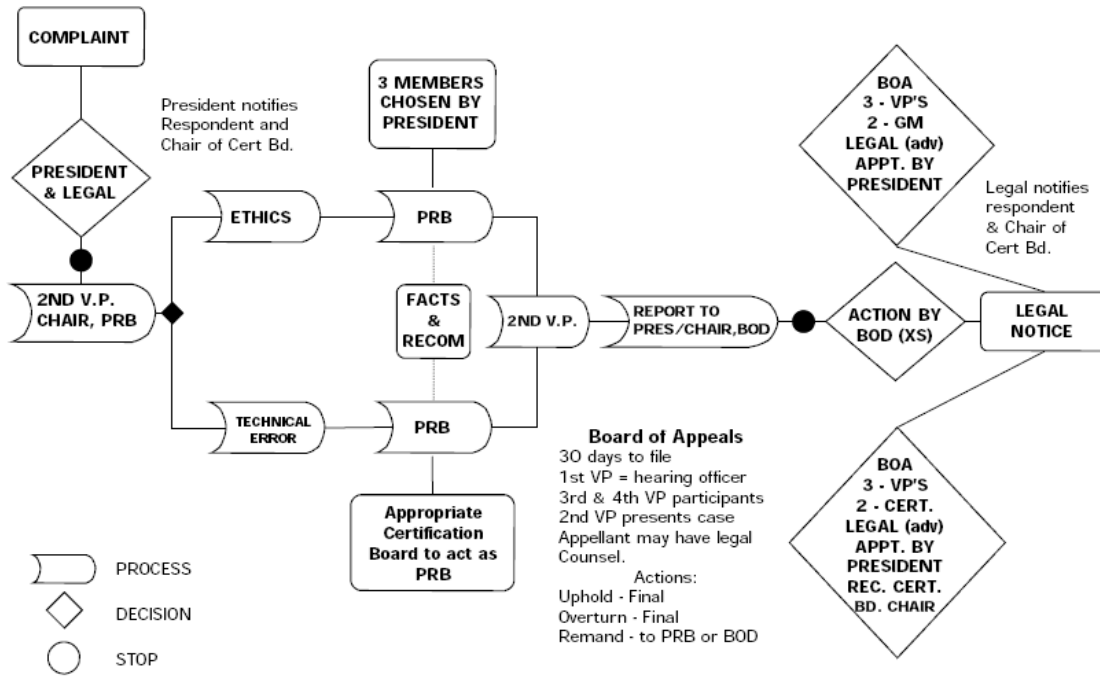 COMPLAINT
President notifies
Respondent and
Chair of Cert Bd.
PRESIDENT
& LEGAL
2ND V.P.
CHAIR, PRB
ETHICS
TECHNICAL
ERROR
3 MEMBERS
CHOSEN BY
PRESIDENT
PRB
FACTS
&
RECOM
PRB
Appropriate
Certification
Board to act as
PRB
2ND V.P.
REPORT TO
PRES/CHAIR,BOD
ACTION BY
BOD (XS)
LEGAL
NOTICE
BOA
3 - VP'S
2 - GM
LEGAL (adv)
APPT. BY
PRESIDENT
Legal notifies
respondent
& Chair of
Cert Bd.
BOA
3 - VP'S
2 - CERT.
LEGAL (adv)
APPT. BY
PRESIDENT
REC. CERT.
BD. CHAIR
Board of Appeals
30 days to file
1st VP = hearing officer
3rd & 4th VP participants
2nd VP presents case
Appellant may have legal
Counsel.
Actions:
Uphold - Final
Overturn - Final
Remand - to PRB or BOD
PROCESS
DECISION
STOP